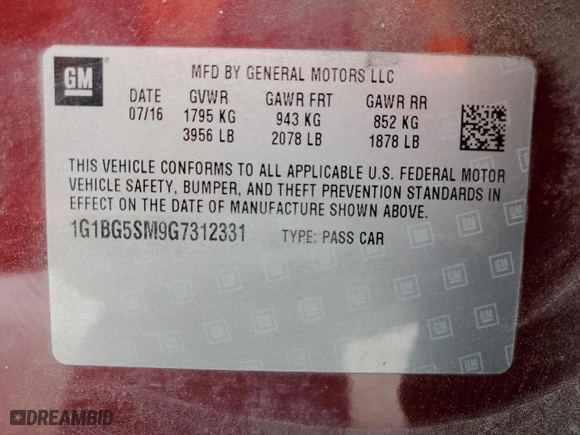 GM
MFD BY GENERAL MOTORS LLC
DATE GVWR GAWR FRT GAWR RR
07/16 1795 KG 943 KG 852 KG
3956 LB 2078 LB 1878 LB
THIS VEHICLE CONFORMS TO ALL APPLICABLE U.S. FEDERAL MOTOR
VEHICLE SAFETY, BUMPER, AND THEFT PREVENTION STANDARDS IN
EFFECT ON THE DATE OF MANUFACTURE SHOWN ABOVE.
1G1BG5SM9G7312331 TYPE: PASS CAR
DREAMBID